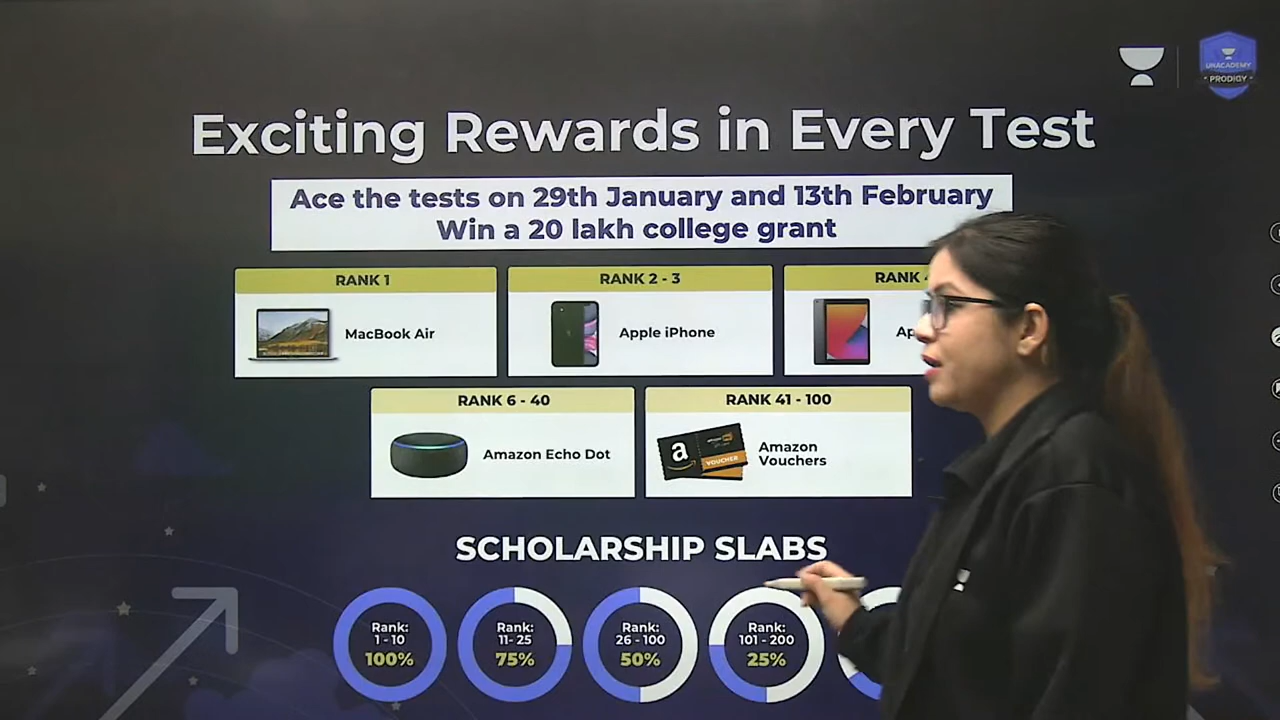 UNACADEMY
PRODIGY
Exciting Rewards in Every Test
Ace the tests on 29th January and 13th February
Win a 20 lakh college grant
RANK 1
RANK 2 - 3
RANK
MacBook Air
Apple iPhone
RANK 6 - 40
RANK 41 - 100
Amazon Echo Dot
a
VOUCHER
Amazon
Vouchers
SCHOLARSHIP SLABS
Rank:
1 - 10
100%
Rank:
11- 25
75%
Rank:
26 - 100
50%
Rank:
101 - 200
25%